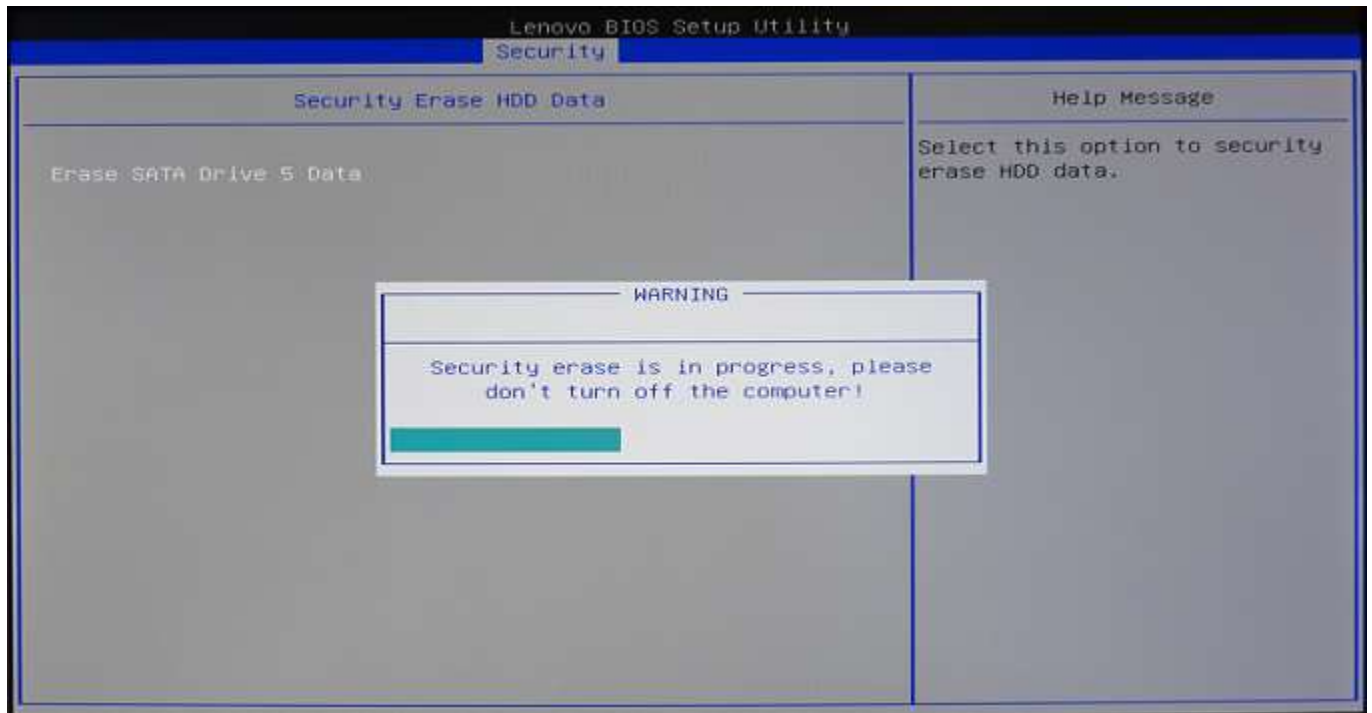 Lenovo BIOS Setup Utility
Security
Security Erase HDD Data
Help Message
Erase SATA Drive 5 Data
Select this option to security
erase HDD data.
WARNING
Security erase is in progress, please
don't turn off the computer!